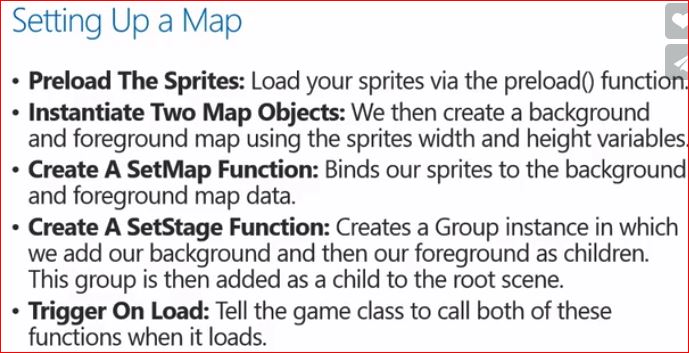 Setting Up a Map
• Preload The Sprites: Load your sprites via the preload() function.
• Instantiate Two Map Objects: We then create a background
and foreground map using the sprites width and height variables.
• Create A SetMap Function: Binds our sprites to the background
and foreground map data.
• Create A SetStage Function: Creates a Group instance in which
we add our background and then our foreground as children.
This group is then added as a child to the root scene.
• Trigger On Load: Tell the game class to call both of these
functions when it loads.